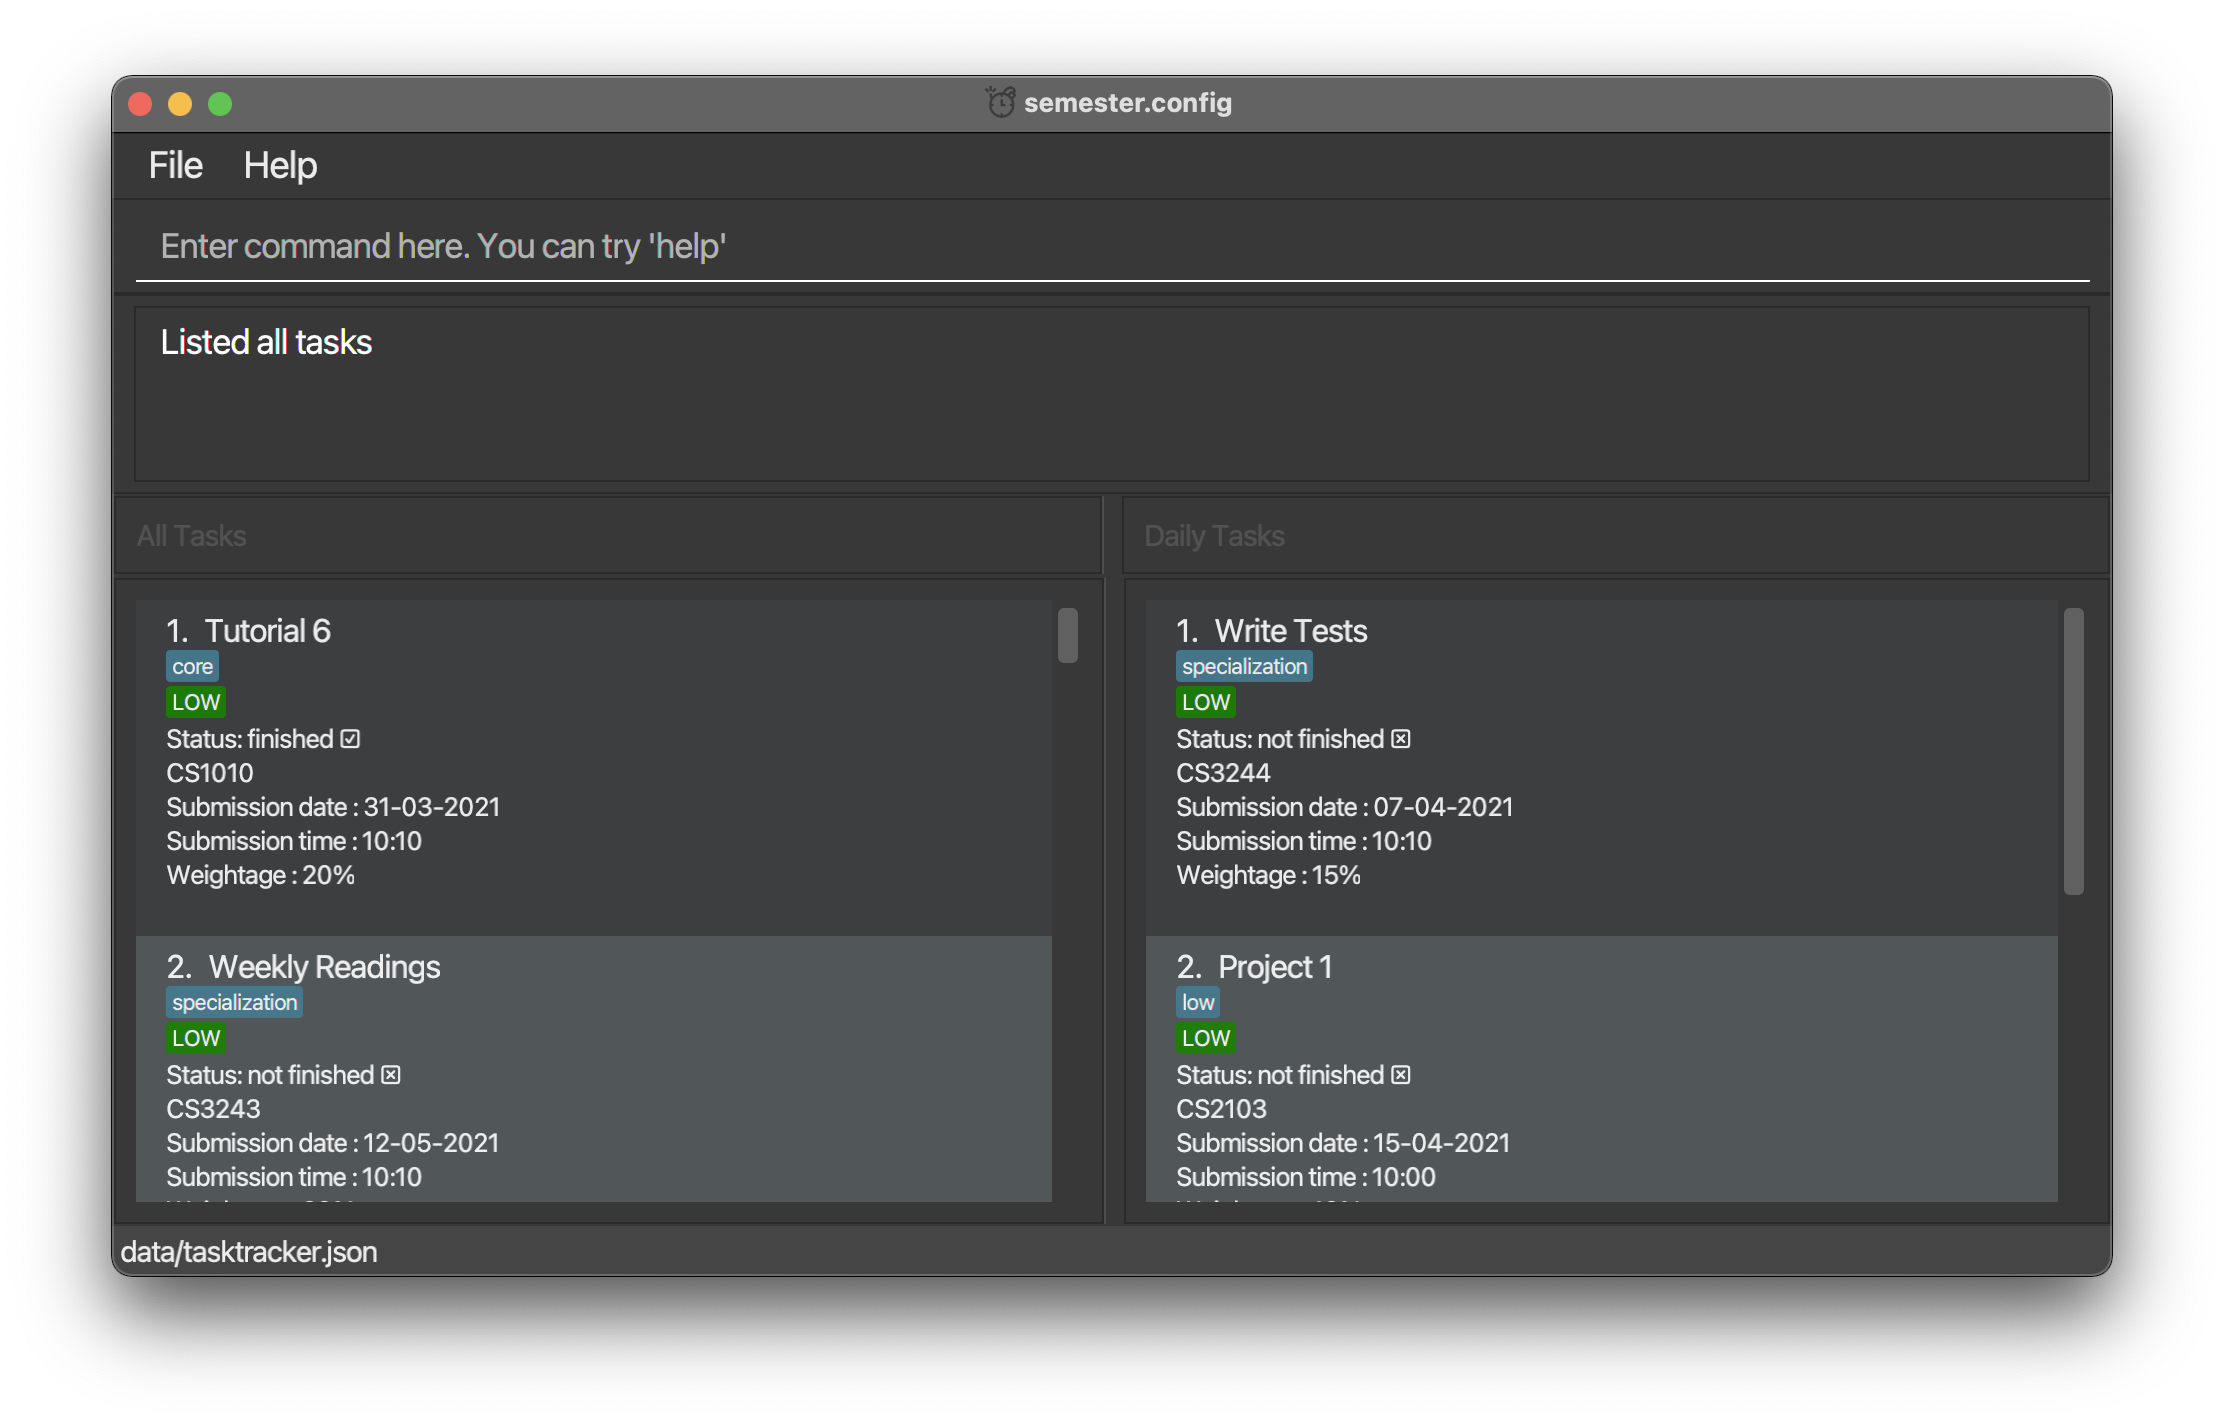 semester.config
File Help
Enter command here. You can try 'help'
Listed all tasks
All Tasks
1. Tutorial 6
core
LOW
Status: finished ☑
CS1010
Submission date : 31-03-2021
Submission time : 10:10
Weightage : 20%
2. Weekly Readings
specialization
LOW
Status: not finished ☒
CS3243
Submission date : 12-05-2021
Submission time : 10:10
Daily Tasks
1. Write Tests
specialization
LOW
Status: not finished ☒
CS3244
Submission date : 07-04-2021
Submission time : 10:10
Weightage : 15%
2. Project 1
low
LOW
Status: not finished ☒
CS2103
Submission date : 15-04-2021
Submission time : 10:00
data/tasktracker.json